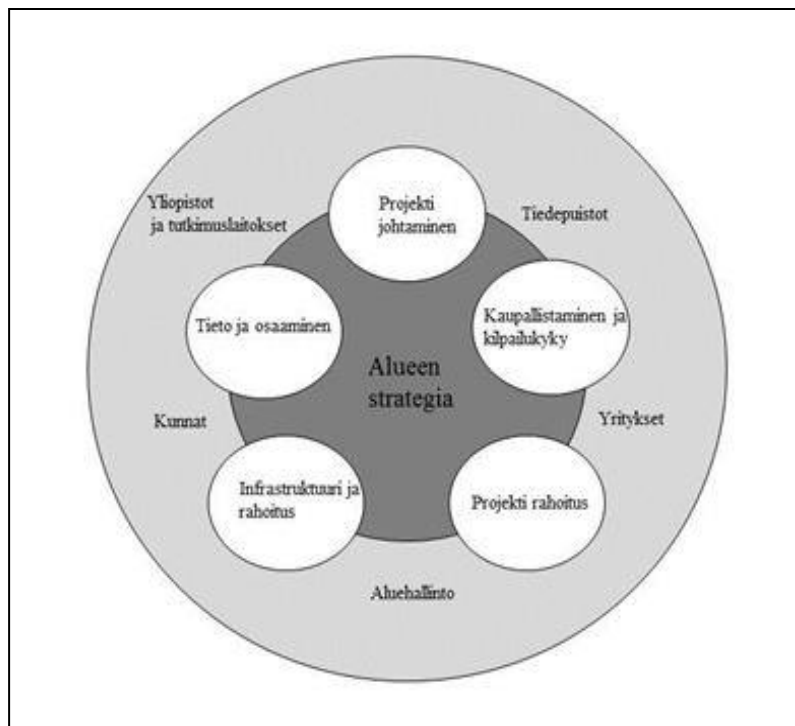 Yliopistot
ja tutkimuslaitokset
Projekti
johtaminen
Tiedepuistot
Tieto ja osaaminen
Kaupallistaminen ja
kilpailukyky
Alueen
strategia
Kunnat
Yritykset
Infrastruktuuri ja
rahoitus
Projekti rahoitus
Aluehallinto